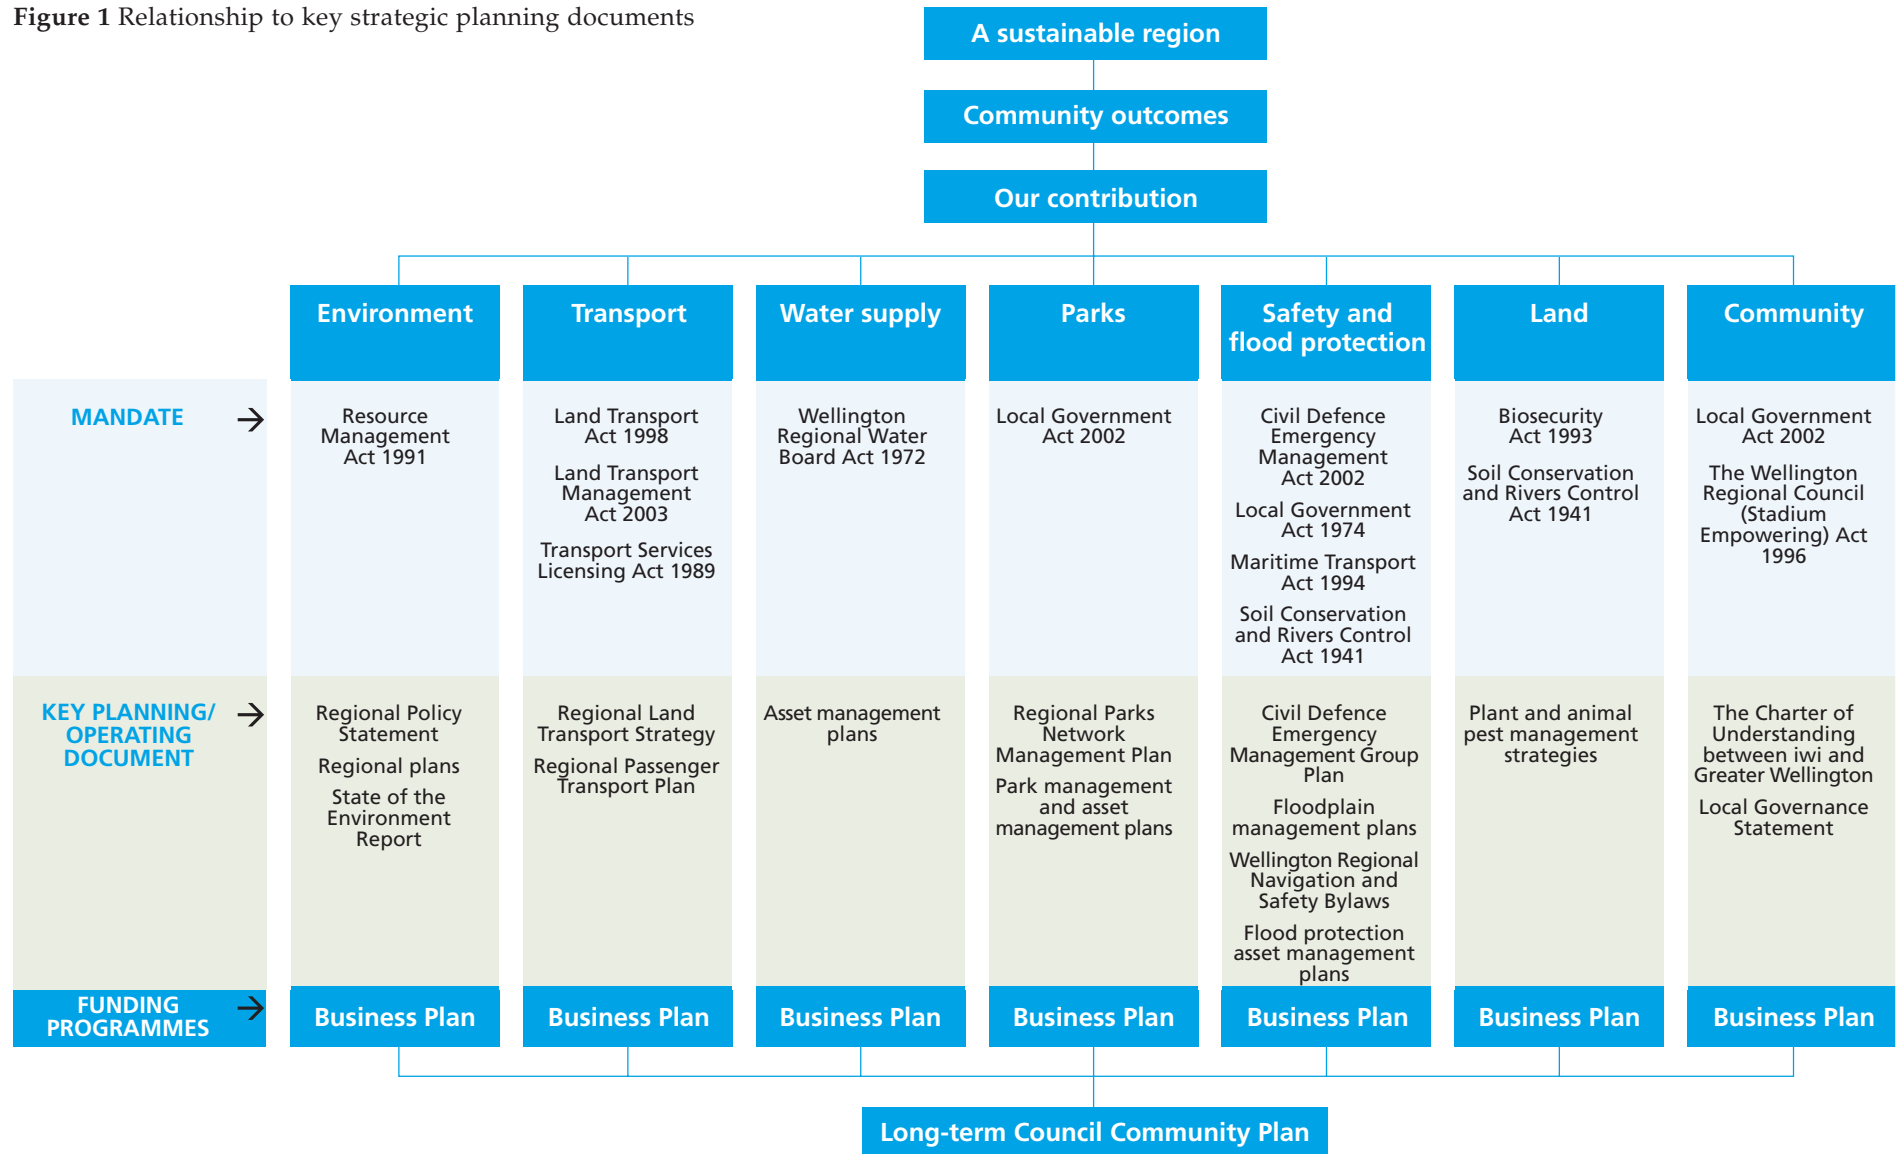 Figure 1 Relationship to key strategic planning documents
A sustainable region
Community outcomes
Our contribution
Environment
Transport
Water supply
Parks
Safety and
flood protection
Land
Community
MANDATE →
Resource
Management
Act 1991
Land Transport
Act 1998
Land Transport
Management
Act 2003
Transport Services
Licensing Act 1989
Wellington
Regional Water
Board Act 1972
Local Government
Act 2002
Civil Defence
Emergency
Management
Act 2002
Local Government
Act 1974
Maritime Transport
Act 1994
Soil Conservation
and Rivers Control
Act 1941
Biosecurity
Act 1993
Soil Conservation
and Rivers Control
Act 1941
Local Government
Act 2002
The Wellington
Regional Council
(Stadium
Empowering) Act
1996
KEY PLANNING/ →
OPERATING
DOCUMENT
Regional Policy
Statement
Regional plans
State of the
Environment
Report
Regional Land
Transport Strategy
Regional Passenger
Transport Plan
Asset management
plans
Regional Parks
Network
Management Plan
Park management
and asset
management plans
Civil Defence
Emergency
Management Group
Plan
Floodplain
management plans
Wellington Regional
Navigation and
Safety Bylaws
Flood protection
asset management
plans
Plant and animal
pest management
strategies
The Charter of
Understanding
between iwi and
Greater Wellington
Local Governance
Statement
FUNDING →
PROGRAMMES
Business Plan
Business Plan
Business Plan
Business Plan
Business Plan
Business Plan
Business Plan
Long-term Council Community Plan